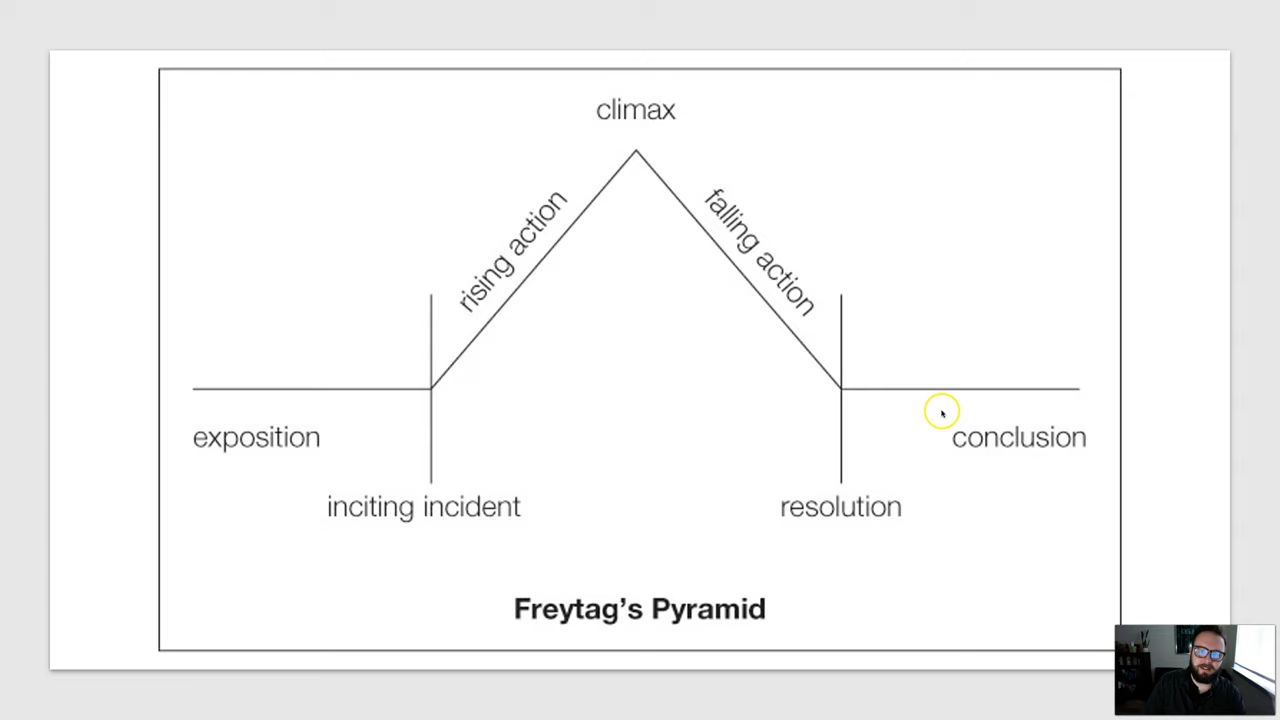 climax
rising action
falling action
exposition
conclusion
inciting incident
resolution
Freytag's Pyramid